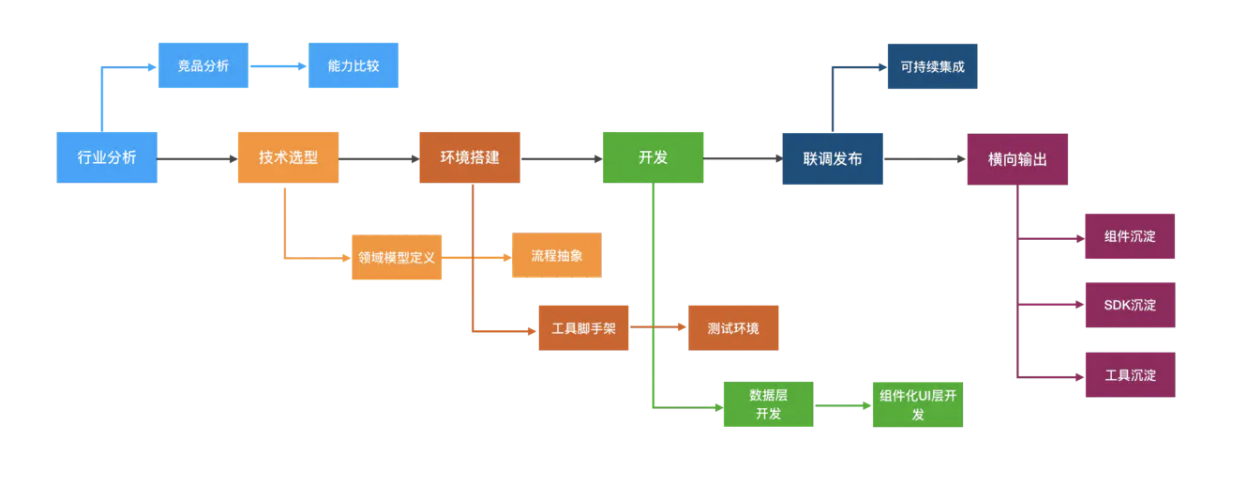 竞品分析
能力比较
可持续集成
行业分析
技术选型
环境搭建
开发
联调发布
横向输出
组件沉淀
领域模型定义
流程抽象
SDK沉淀
工具脚手架
测试环境
工具沉淀
数据层
开发
组件化UI层开
发